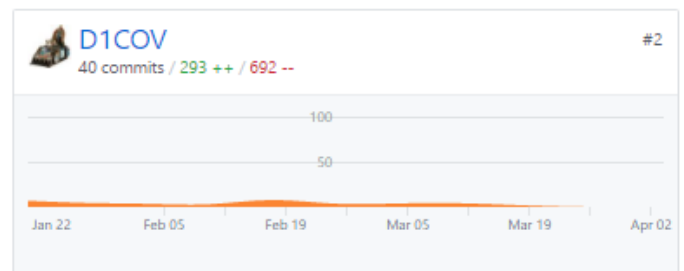 D1COV
#2
40 commits / 293 ++ / 692 --
100
50
Jan 22 Feb 05 Feb 19 Mar 05 Mar 19 Apr 02